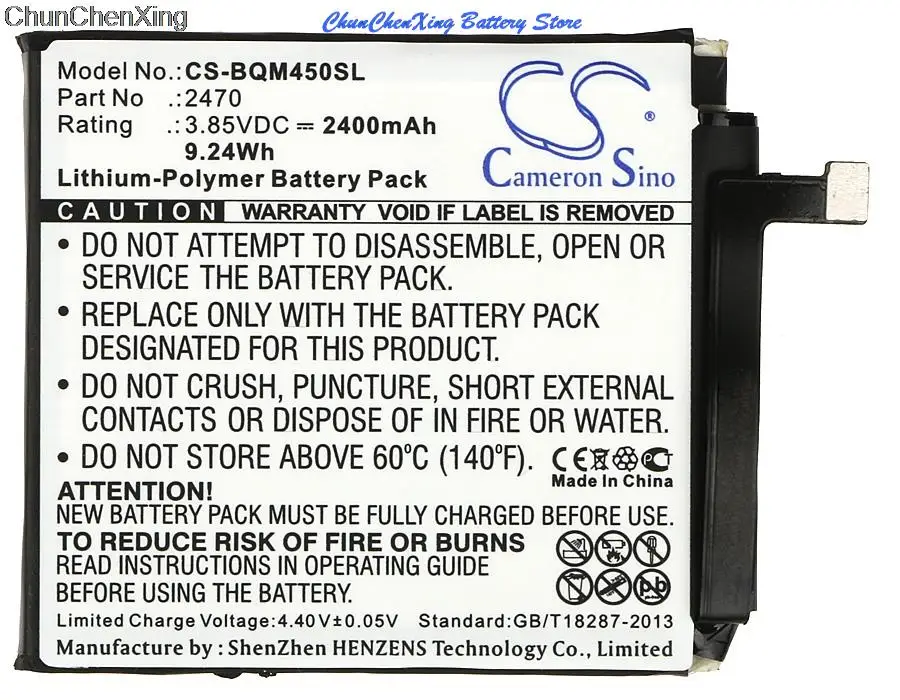 ChunChenXing
ChunChenXing Battery Store
Model No.:CS-BQM450SL
Part No .:2470
Rating .:3.85VDC ⎓ 2400mAh
9.24Wh
Lithium-Polymer Battery Pack
CS ®
Cameron Sino
CAUTION WARRANTY VOID IF LABEL IS REMOVED
• DO NOT ATTEMPT TO DISASSEMBLE, OPEN OR
SERVICE THE BATTERY PACK.
• REPLACE ONLY WITH THE BATTERY PACK
DESIGNATED FOR THIS PRODUCT.
• DO NOT CRUSH, PUNCTURE, SHORT EXTERNAL
CONTACTS OR DISPOSE OF IN FIRE OR WATER.
• DO NOT STORE ABOVE 60°C (140°F). CE PCT
Made In China
ATTENTION!
NEW BATTERY PACK MUST BE FULLY CHARGED BEFORE USE.
TO REDUCE RISK OF FIRE OR BURNS
READ INSTRUCTIONS IN OPERATING GUIDE
BEFORE USING THE BATTERY.
Pb
Limited Charge Voltage:4.40V±0.05V Standard:GB/T18287-2013
Manufacturer by : ShenZhen HENZENS Technology Co., Limited